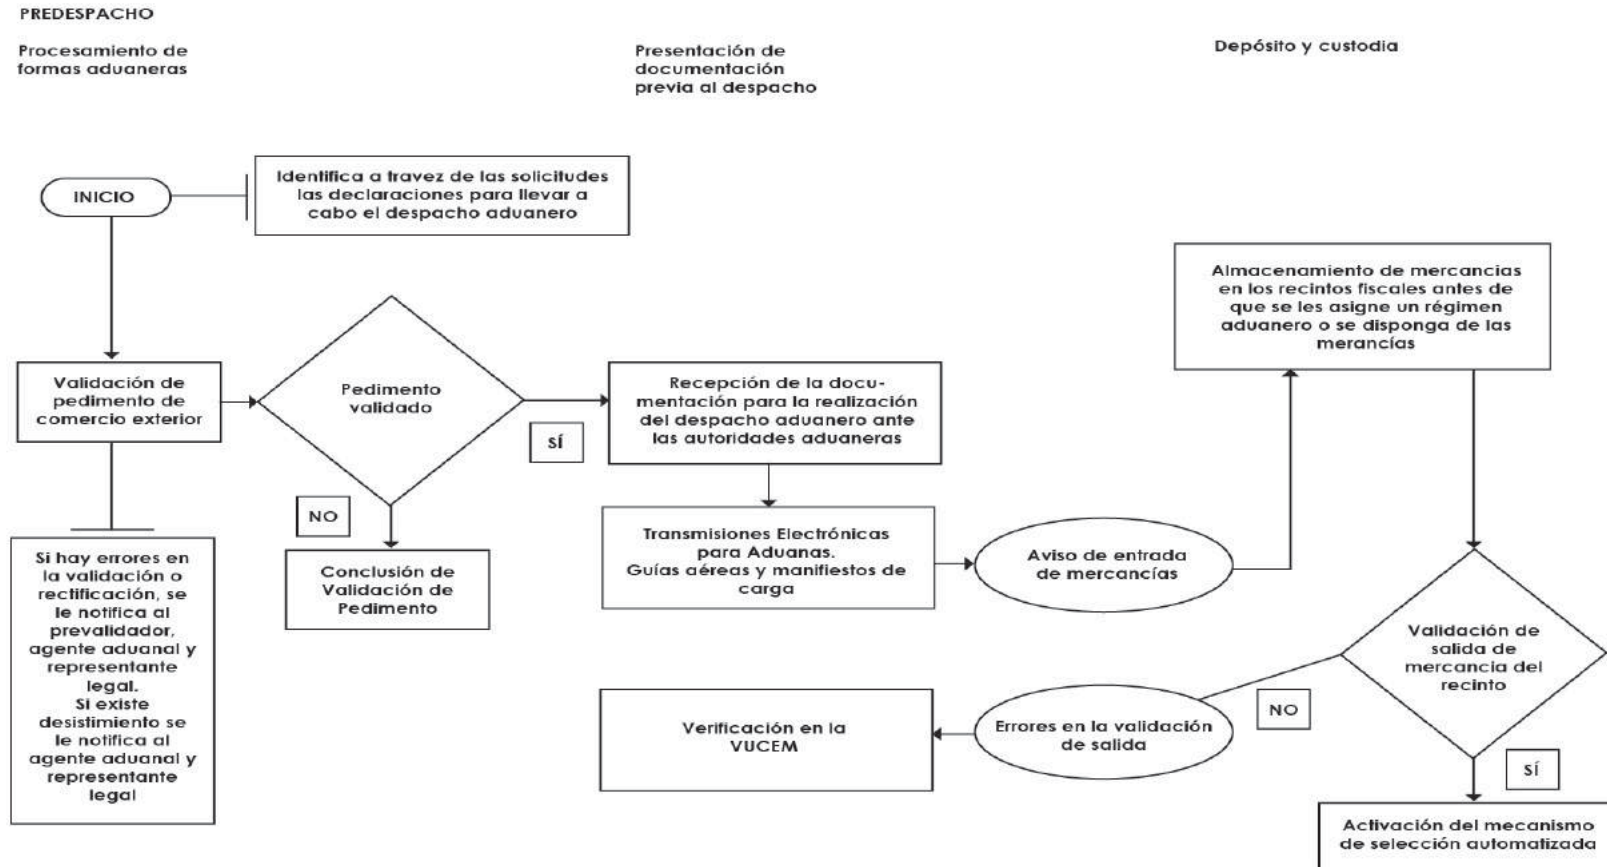 PREDESPACHO
Procesamiento de
formas aduaneras
Presentación de
documentación
previa al despacho
Depósito y custodia
INICIO
Identifica a travez de las solicitudes
las declaraciones para llevar a
cabo el despacho aduanero
Validación de
pedimento de
comercio exterior
Pedimento
validado
SÍ
NO
Conclusión de
Validación de
Pedimento
Si hay errores en
la validación o
rectificación, se
le notifica al
prevalidador,
agente aduanal y
representante
legal.
Si existe
desistimiento se
le notifica al
agente aduanal y
representante
legal
Recepción de la docu-
mentación para la realización
del despacho aduanero ante
las autoridades aduaneras
Transmisiones Electrónicas
para Aduanas.
Guías aéreas y manifiestos de
carga
Aviso de entrada
de mercancías
Almacenamiento de mercancias
en los recintos fiscales antes de
que se les asigne un régimen
aduanero o se disponga de las
merancías
Validación de
salida de
mercancia del
recinto
NO
Errores en la validación
de salida
Verificación en la
VUCEM
SÍ
Activación del mecanismo
de selección automatizada